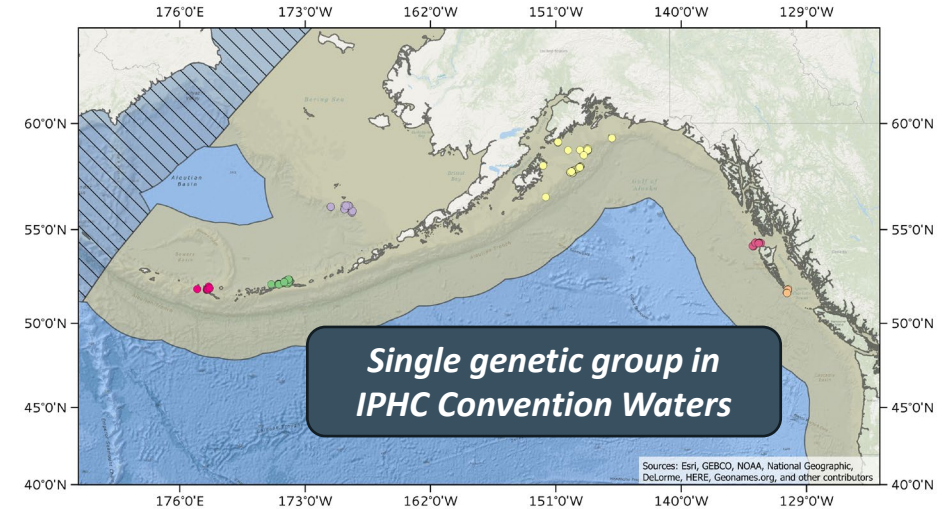 176°0'E 173°0'W 162°0'W 151°0'W 140°0'W 129°0'W
60°0'N 60°0'N
Bering Sea
Aleutian
Basin
55°0'N 55°0'N
Gulf of
Alaska
50°0'N 50°0'N
Single genetic group in
IPHC Convention Waters
45°0'N 45°0'N
Sources: Esri, GEBCO, NOAA, National Geographic,
DeLorme, HERE, Geonames.org, and other contributors
40°0'N 40°0'N
176°0'E 173°0'W 162°0'W 151°0'W 140°0'W 129°0'W